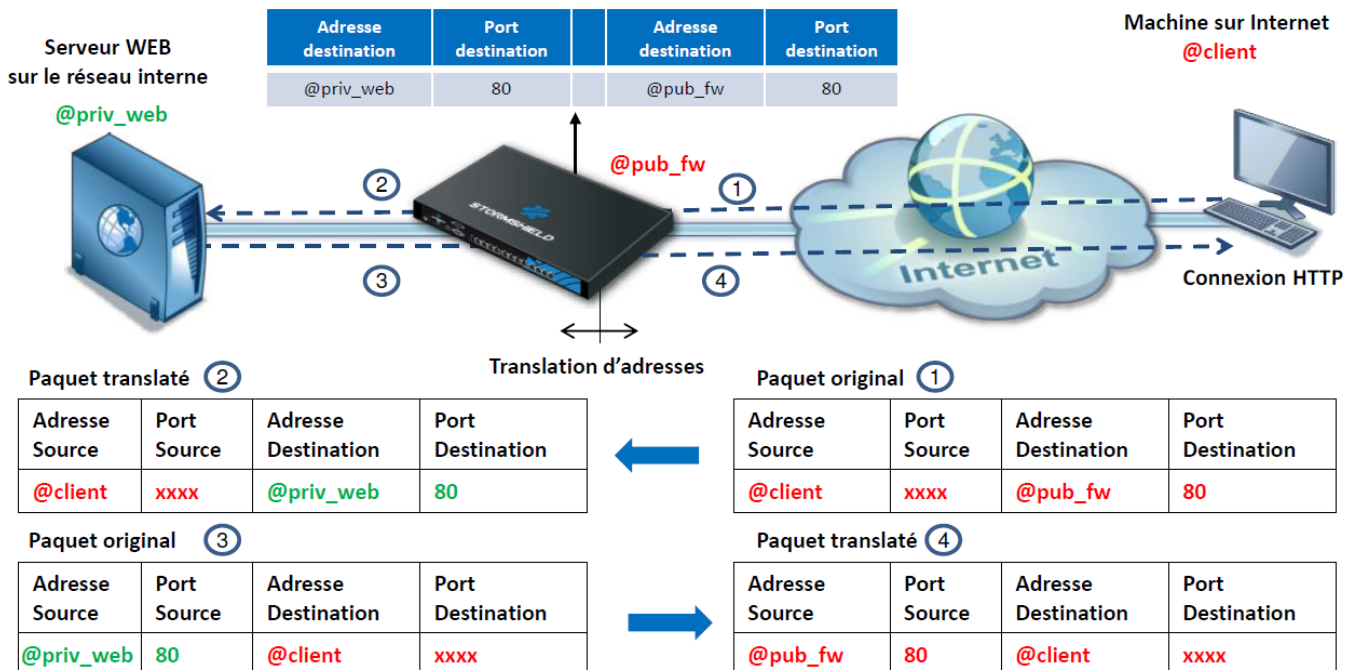 Serveur WEB
sur le réseau interne
@priv_web
Adresse destination Port destination Adresse destination Port destination
@priv_web 80 @pub_fw 80
Machine sur Internet
@client
@pub_fw
2
1
STORMSHIELD
Internet
3
4
Connexion HTTP
Translation d'adresses
Paquet translaté 2
Adresse Source Port Source Adresse Destination Port Destination
@client xxxx @priv_web 80
Paquet original 1
Adresse Source Port Source Adresse Destination Port Destination
@client xxxx @pub_fw 80
Paquet original 3
Adresse Source Port Source Adresse Destination Port Destination
@priv_web 80 @client xxxx
Paquet translaté 4
Adresse Source Port Source Adresse Destination Port Destination
@pub_fw 80 @client xxxx